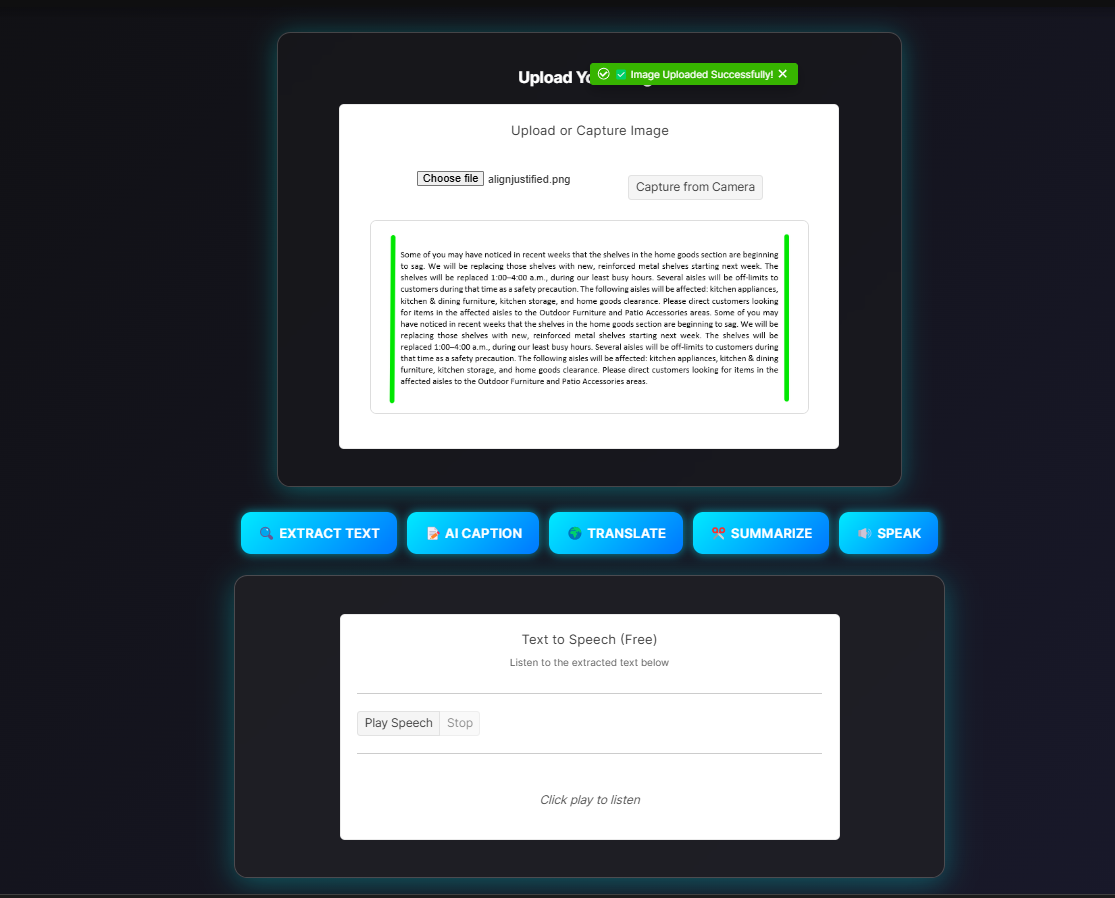 Upload Yo
Image Uploaded Successfully!
Upload or Capture Image
Choose file alignjustified.png
Capture from Camera
Some of you may have noticed in recent weeks that the shelves in the home goods section are beginning
to sag. We will be replacing those shelves with new, reinforced metal shelves starting next week. The
shelves will be replaced 1:00–4:00 a.m., during our least busy hours. Several aisles will be off-limits to
customers during that time as a safety precaution. The following aisles will be affected: kitchen appliances,
kitchen & dining furniture, kitchen storage, and home goods clearance. Please direct customers looking
for items in the affected aisles to the Outdoor Furniture and Patio Accessories areas. Some of you may
have noticed in recent weeks that the shelves in the home goods section are beginning to sag. We will be
replacing those shelves with new, reinforced metal shelves starting next week. The shelves will be
replaced 1:00–4:00 a.m., during our least busy hours. Several aisles will be off-limits to customers during
that time as a safety precaution. The following aisles will be affected: kitchen appliances, kitchen & dining
furniture, kitchen storage, and home goods clearance. Please direct customers looking for items in the
affected aisles to the Outdoor Furniture and Patio Accessories areas.
EXTRACT TEXT
AI CAPTION
TRANSLATE
SUMMARIZE
SPEAK
Text to Speech (Free)
Listen to the extracted text below
Play Speech
Stop
Click play to listen